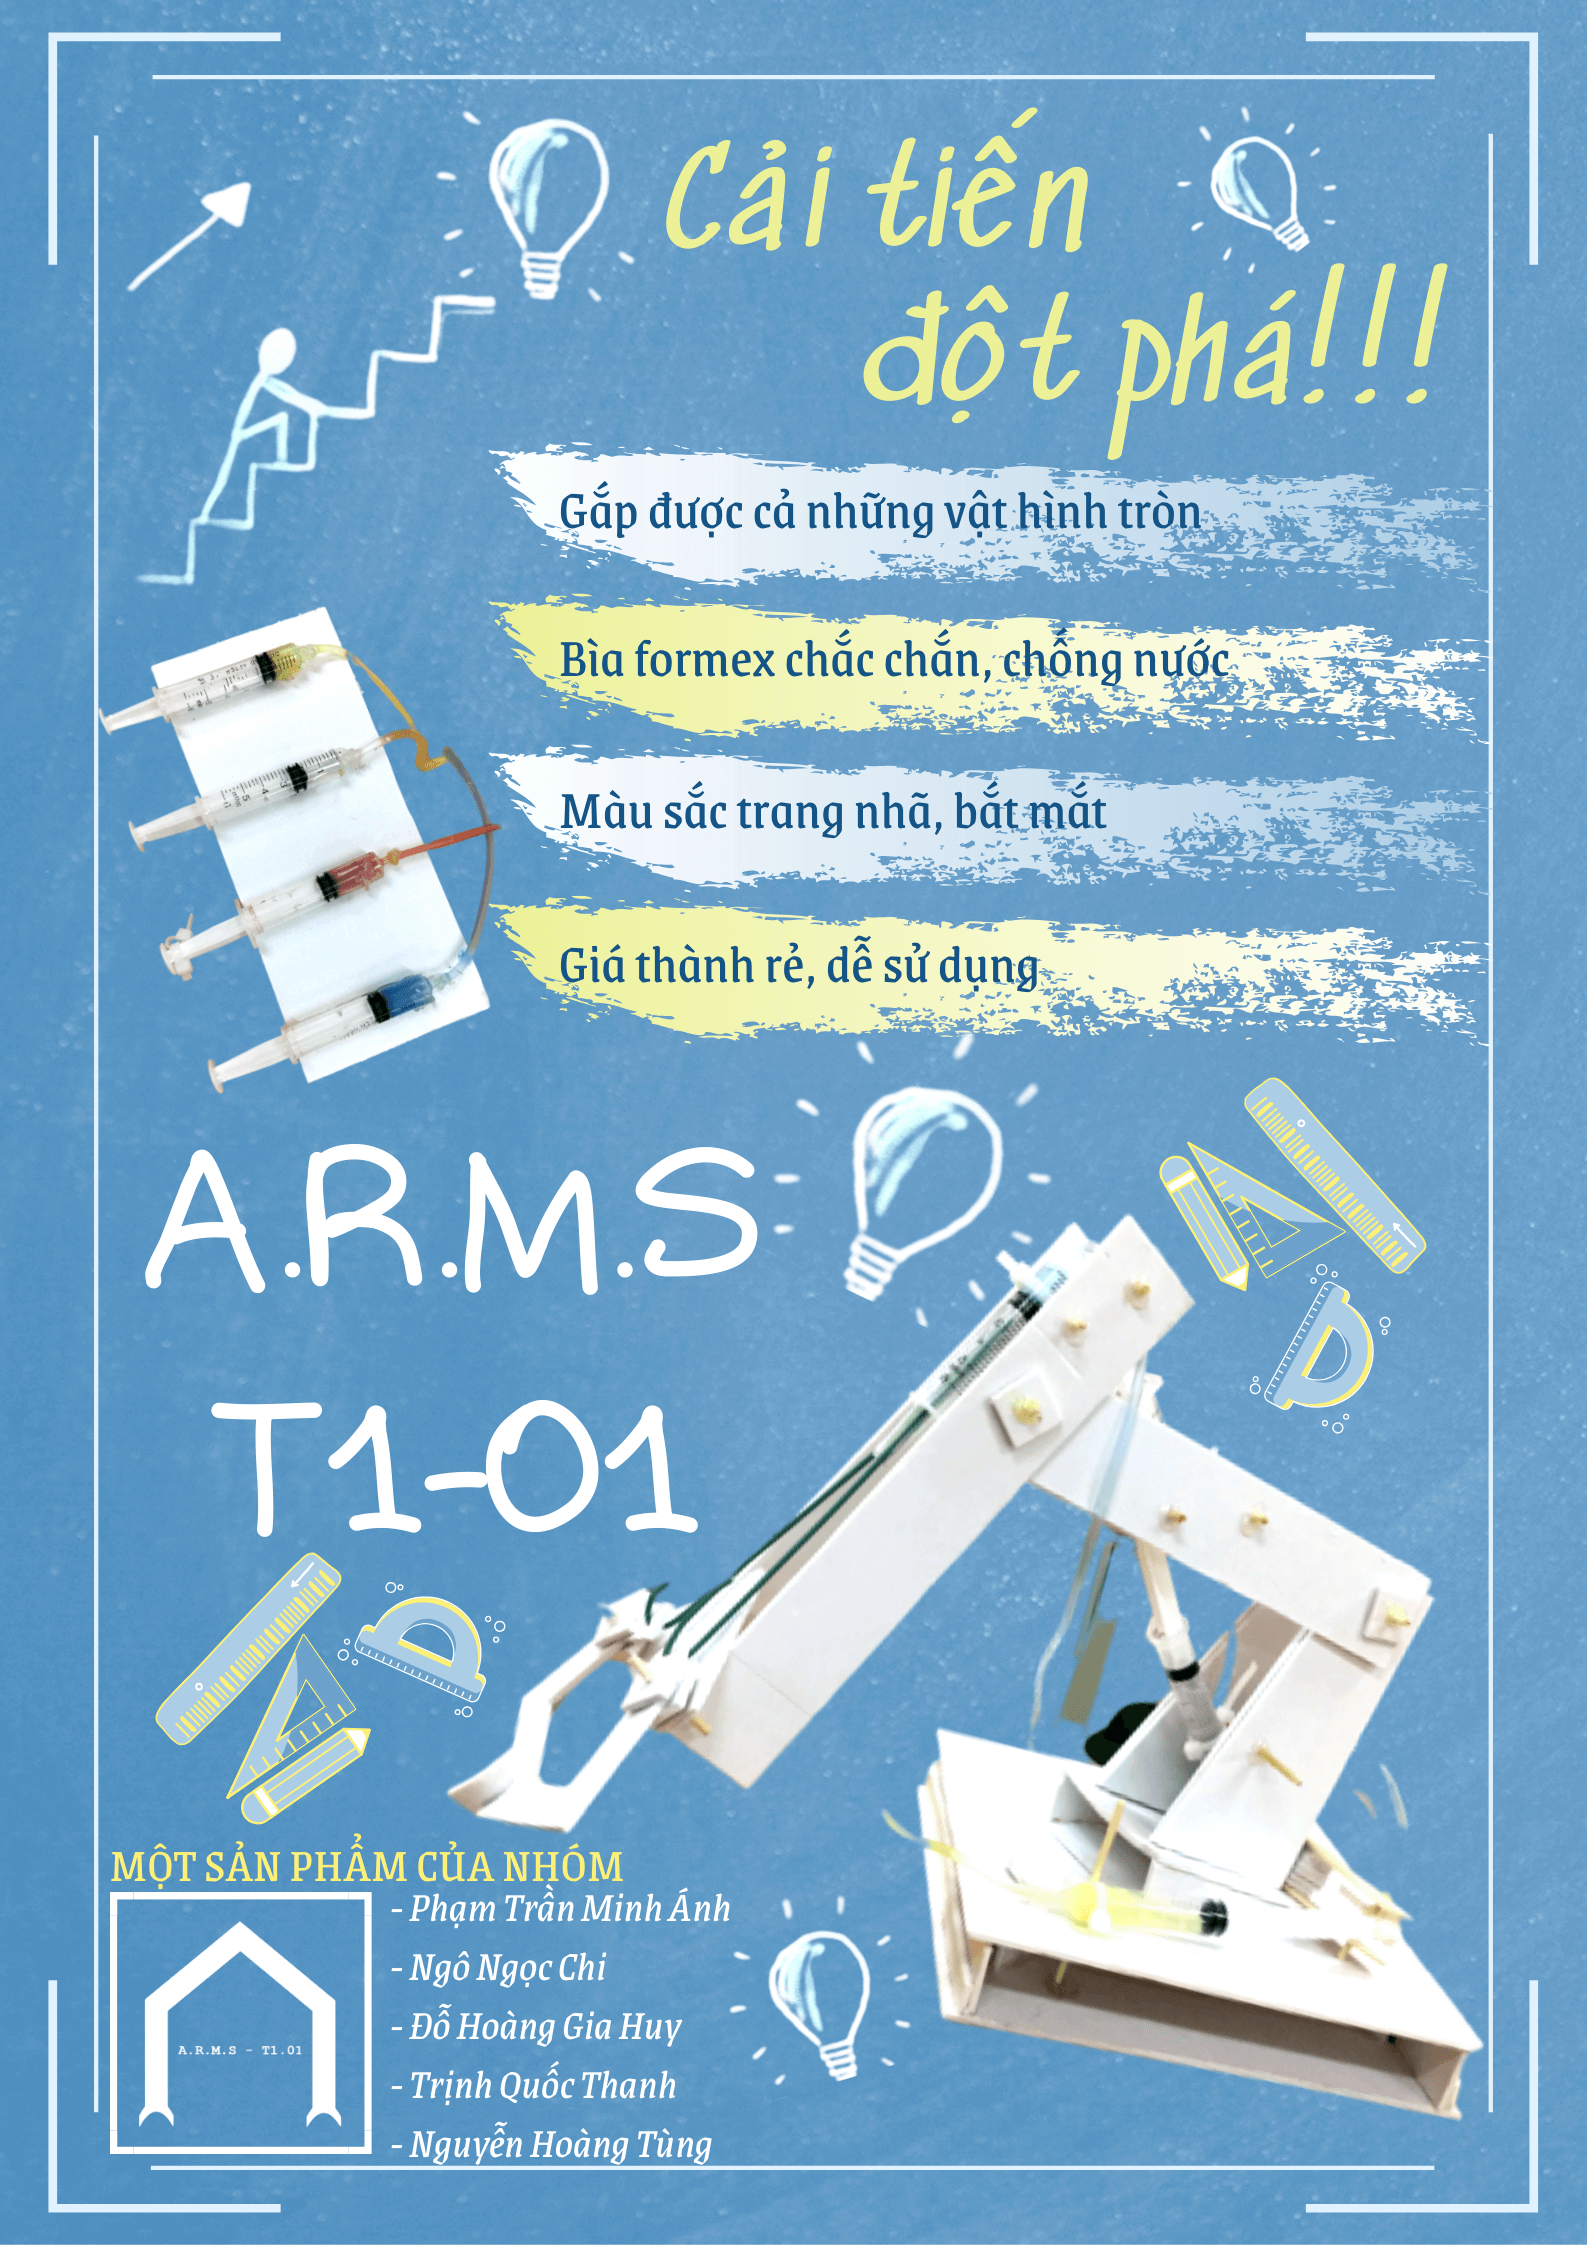 Cải tiến
đột phá!!!
Gắp được cả những vật hình tròn
Bìa formex chắc chắn, chống nước
Màu sắc trang nhã, bắt mắt
Giá thành rẻ, dễ sử dụng
A.R.M.S
T1-01
MỘT SẢN PHẨM CỦA NHÓM
A.R.M.S - T1.01
- Phạm Trần Minh Ánh
- Ngô Ngọc Chi
- Đỗ Hoàng Gia Huy
- Trịnh Quốc Thanh
- Nguyễn Hoàng Tùng